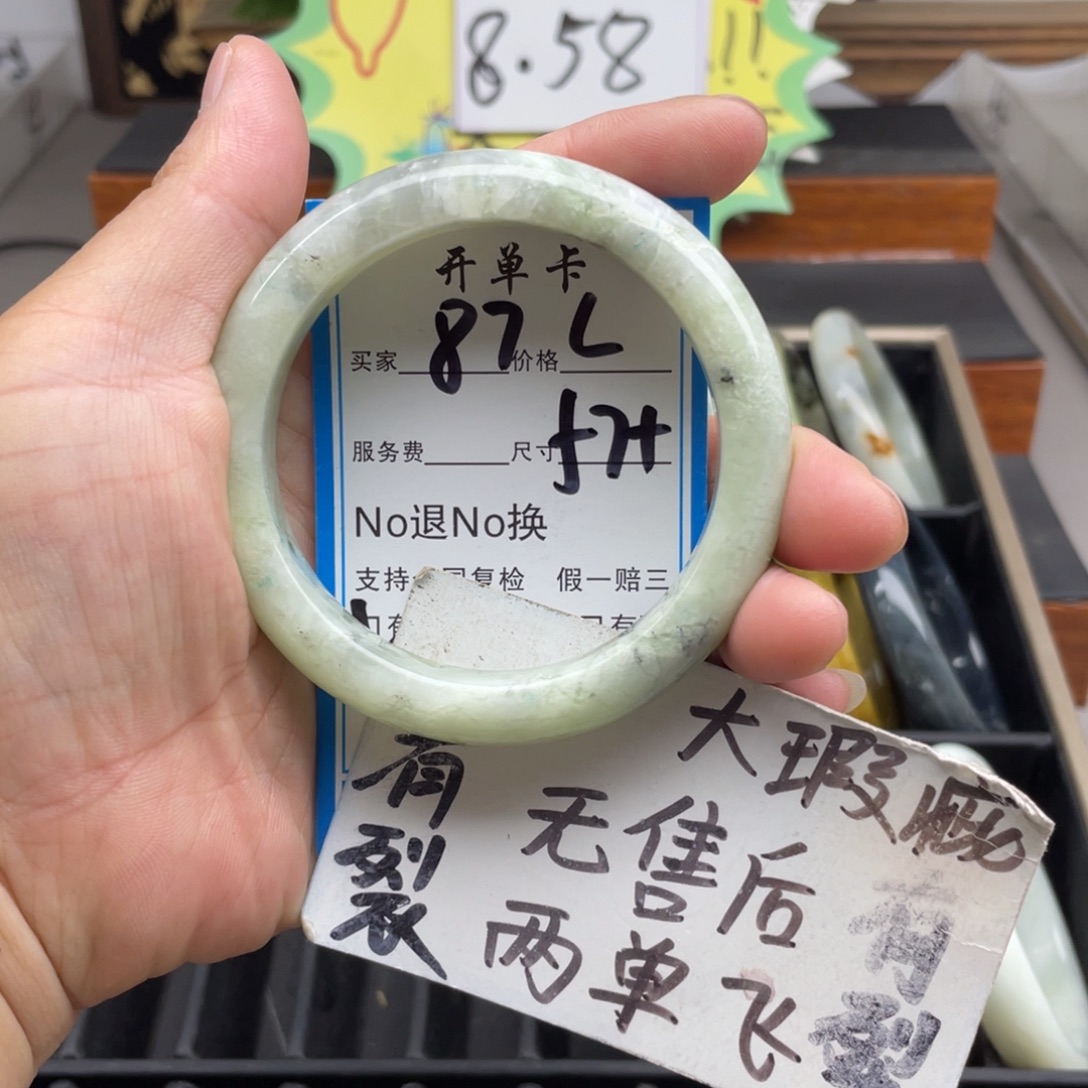 8.58
!!!
开单卡
87 L
买家 价格
57H
服务费 尺寸
No退No换
支持 国复检 假一赔三
大瑕疵
有裂
无售后
两单飞
有裂